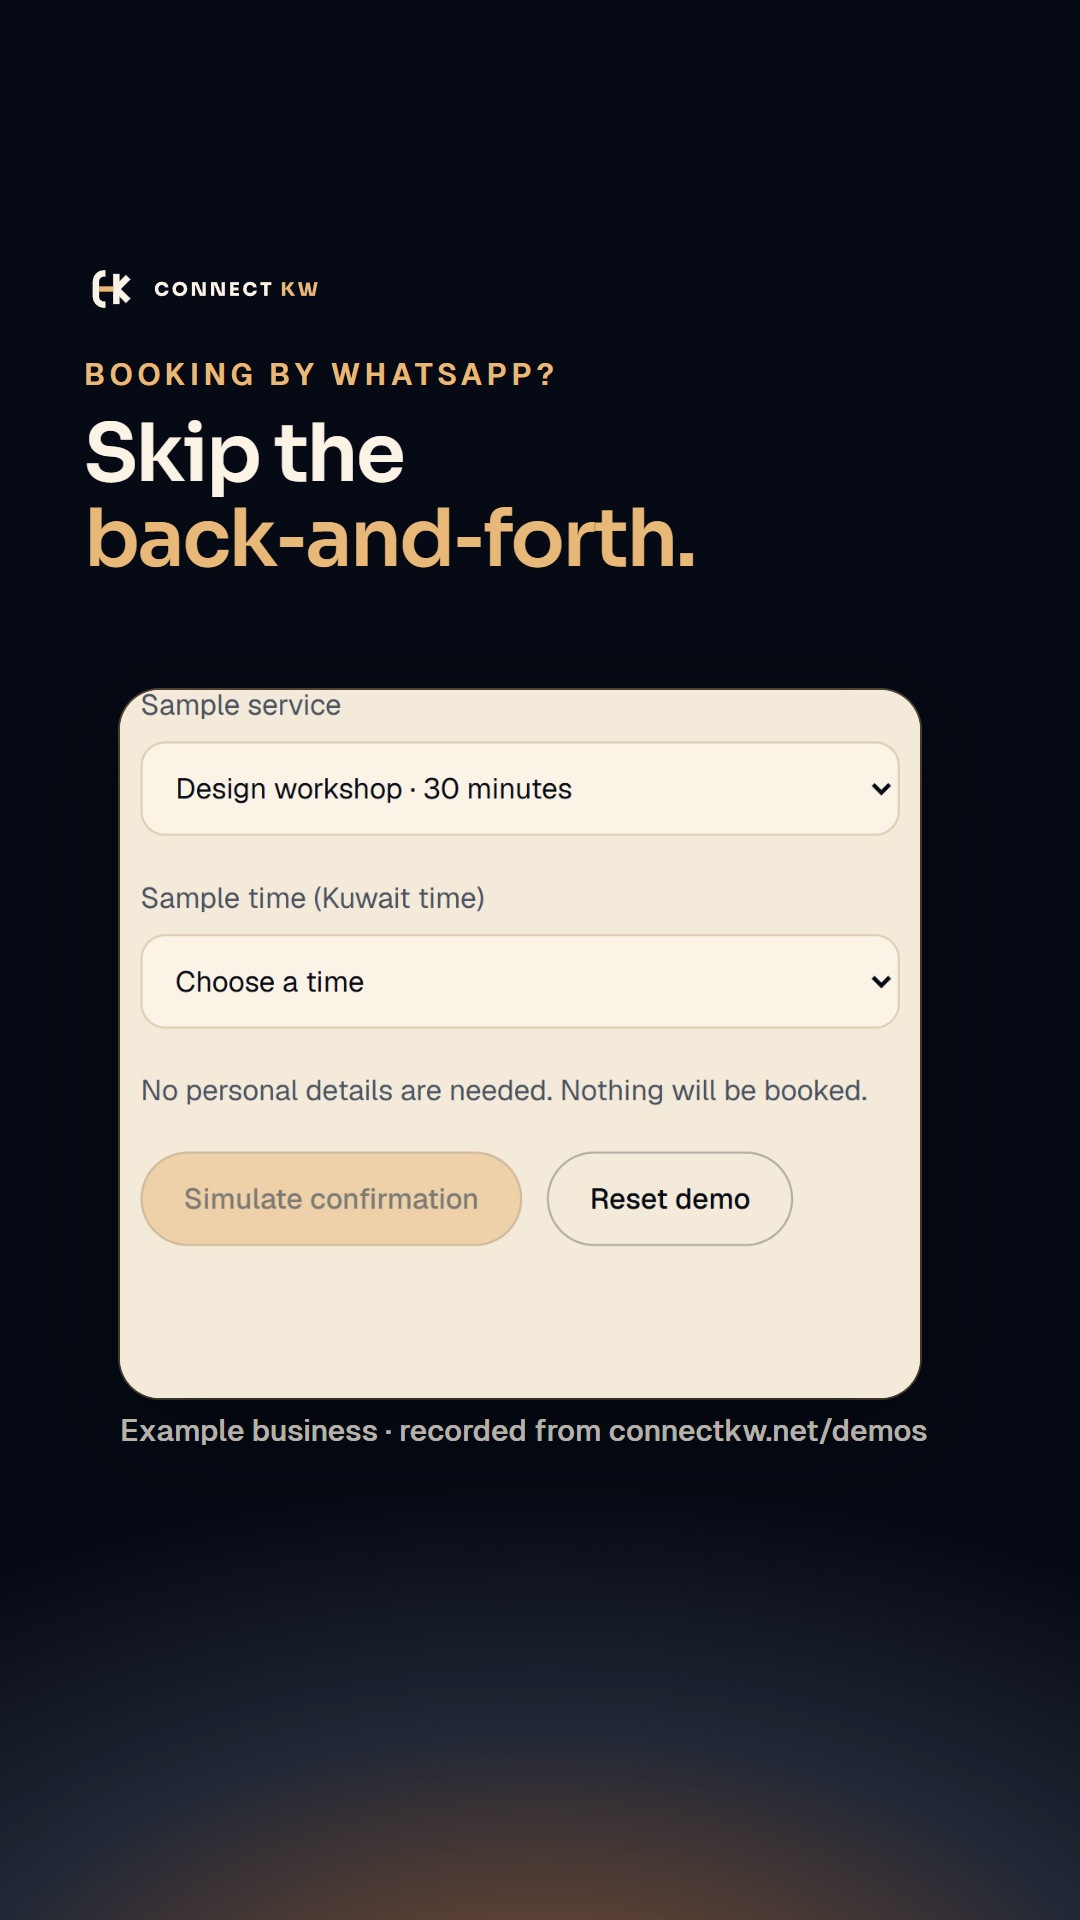 CONNECT KW
BOOKING BY WHATSAPP?
Skip the
back-and-forth.
Sample service
Design workshop · 30 minutes
Sample time (Kuwait time)
Choose a time
No personal details are needed. Nothing will be booked.
Simulate confirmation
Reset demo
Example business · recorded from connectkw.net/demos